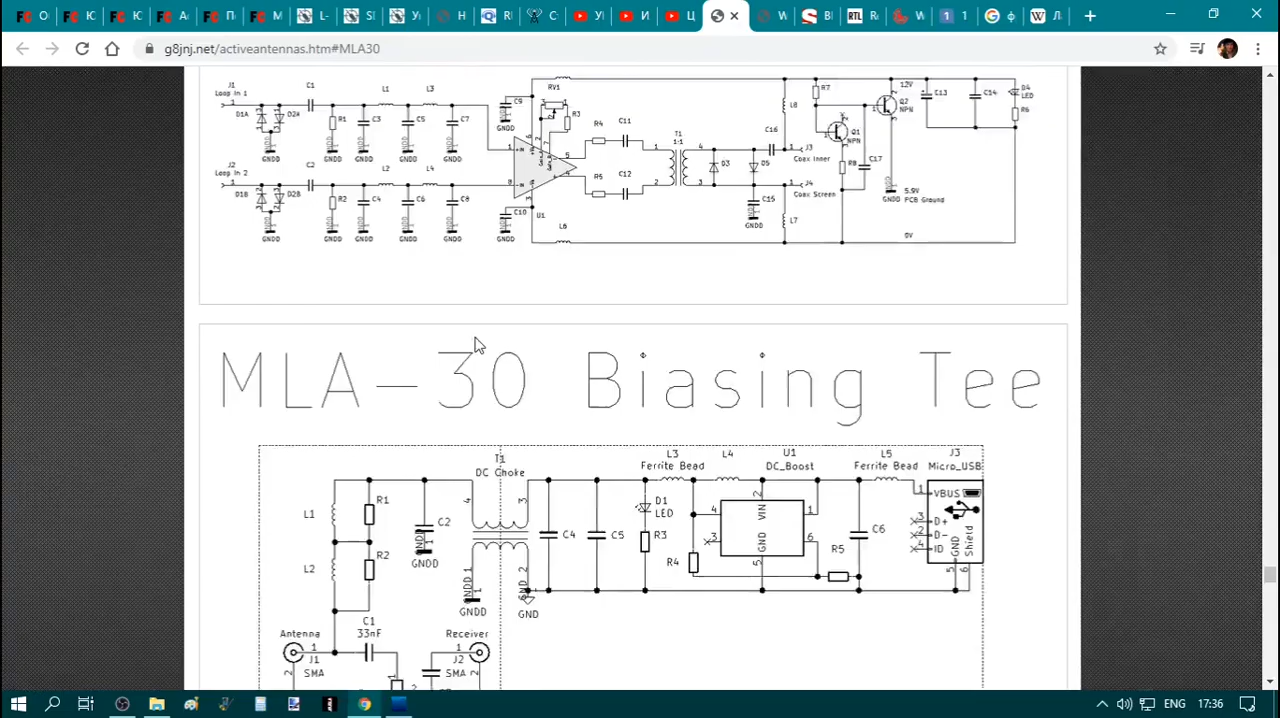 g8jnj.net/activeantennas.htm#MLA30
J1
Loop In 1
C1
L1
L3
C9
RV1
R3
D1A
D2A
R1
C3
C5
C7
GNDD
R4
C11
T1
1:1
C16
L8
R7
12V
Q2
NPN
C13
C14
D4
LED
R6
Q1
NPN
J2
Loop In 2
C2
L2
L4
R5
C12
D3
D5
J3
Coax Inner
J4
Coax Screen
R8
C17
5.9V
PCB Ground
D1B
D2B
R2
C4
C6
C8
C10
U1
L6
C15
L7
0V
MLA-30 Biasing Tee
T1
DC Choke
L3
Ferrite Bead
L4
U1
DC_Boost
L5
Ferrite Bead
J3
Micro_USB
L1
R1
C2
GNDD
L2
R2
C4
C5
D1
LED
R3
R4
VIN
GND
R5
C6
VBUS
D+
D-
ID
GND
Shield
GNDD
GND
C1
33nF
Antenna
J1
SMA
Receiver
J2
SMA
ENG
17:36